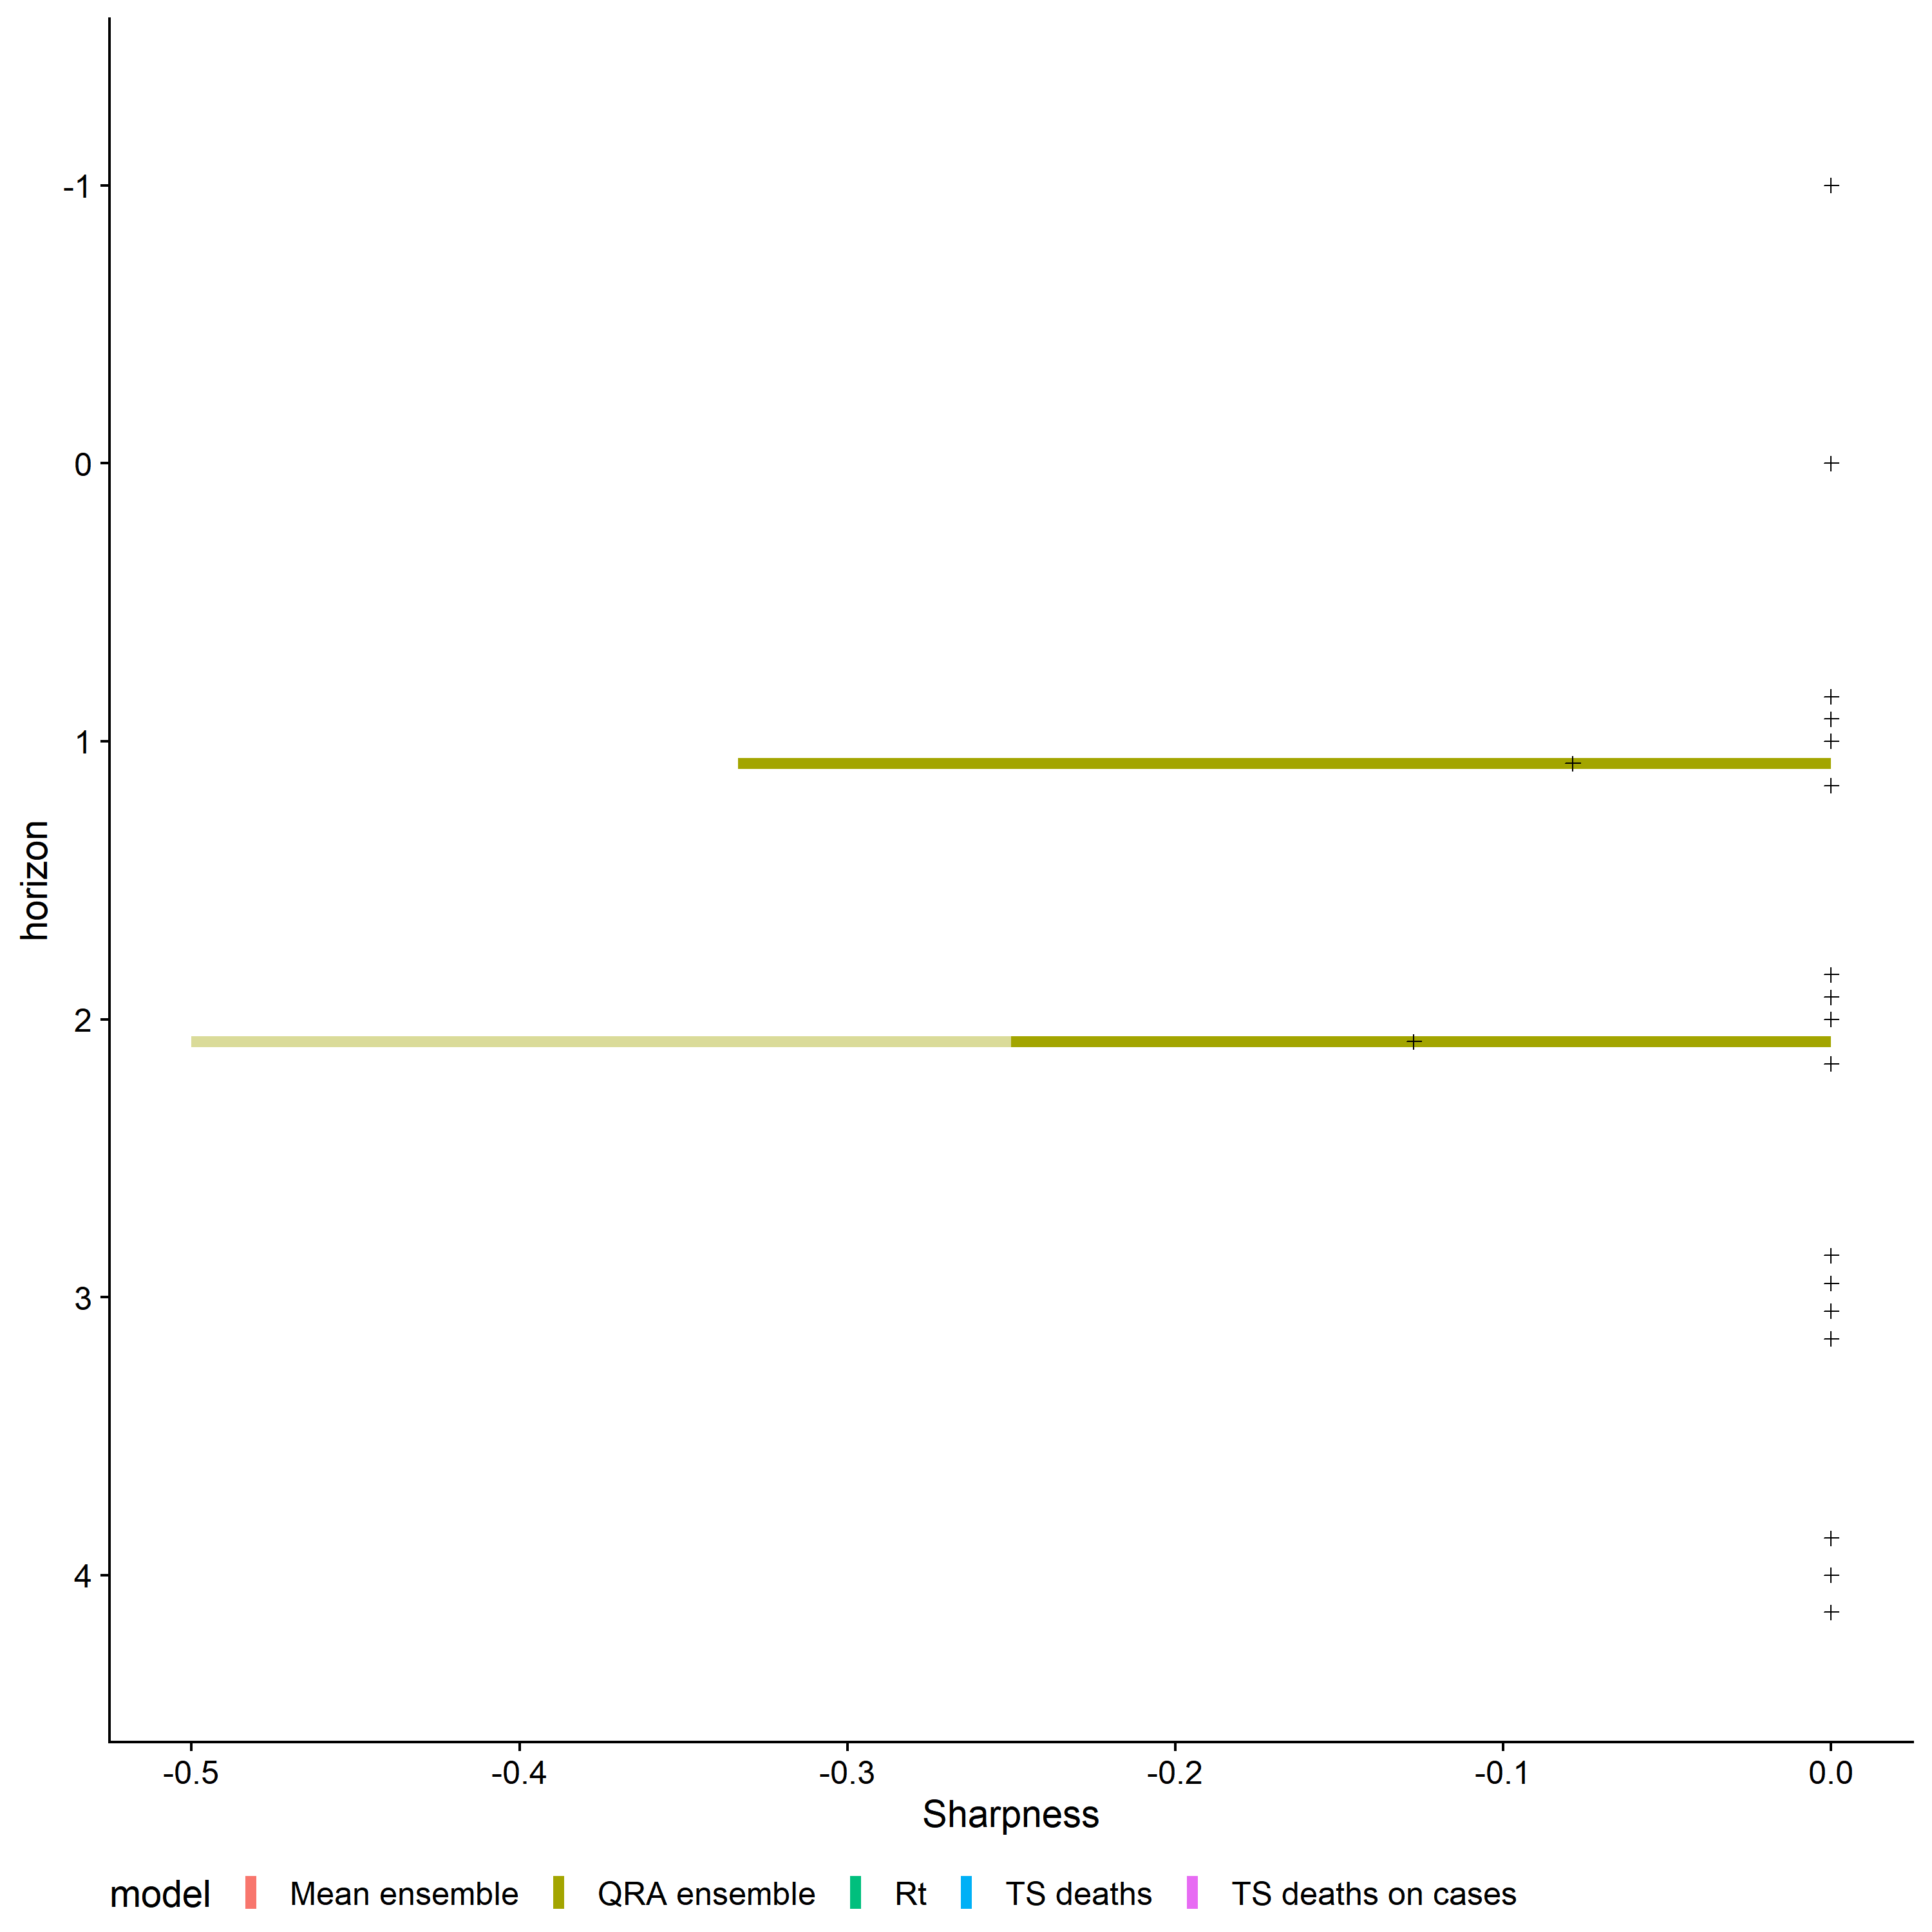 -1
0
1
2
3
4
horizon
-0.5 -0.4 -0.3 -0.2 -0.1 0.0
Sharpness
model Mean ensemble QRA ensemble Rt TS deaths TS deaths on cases